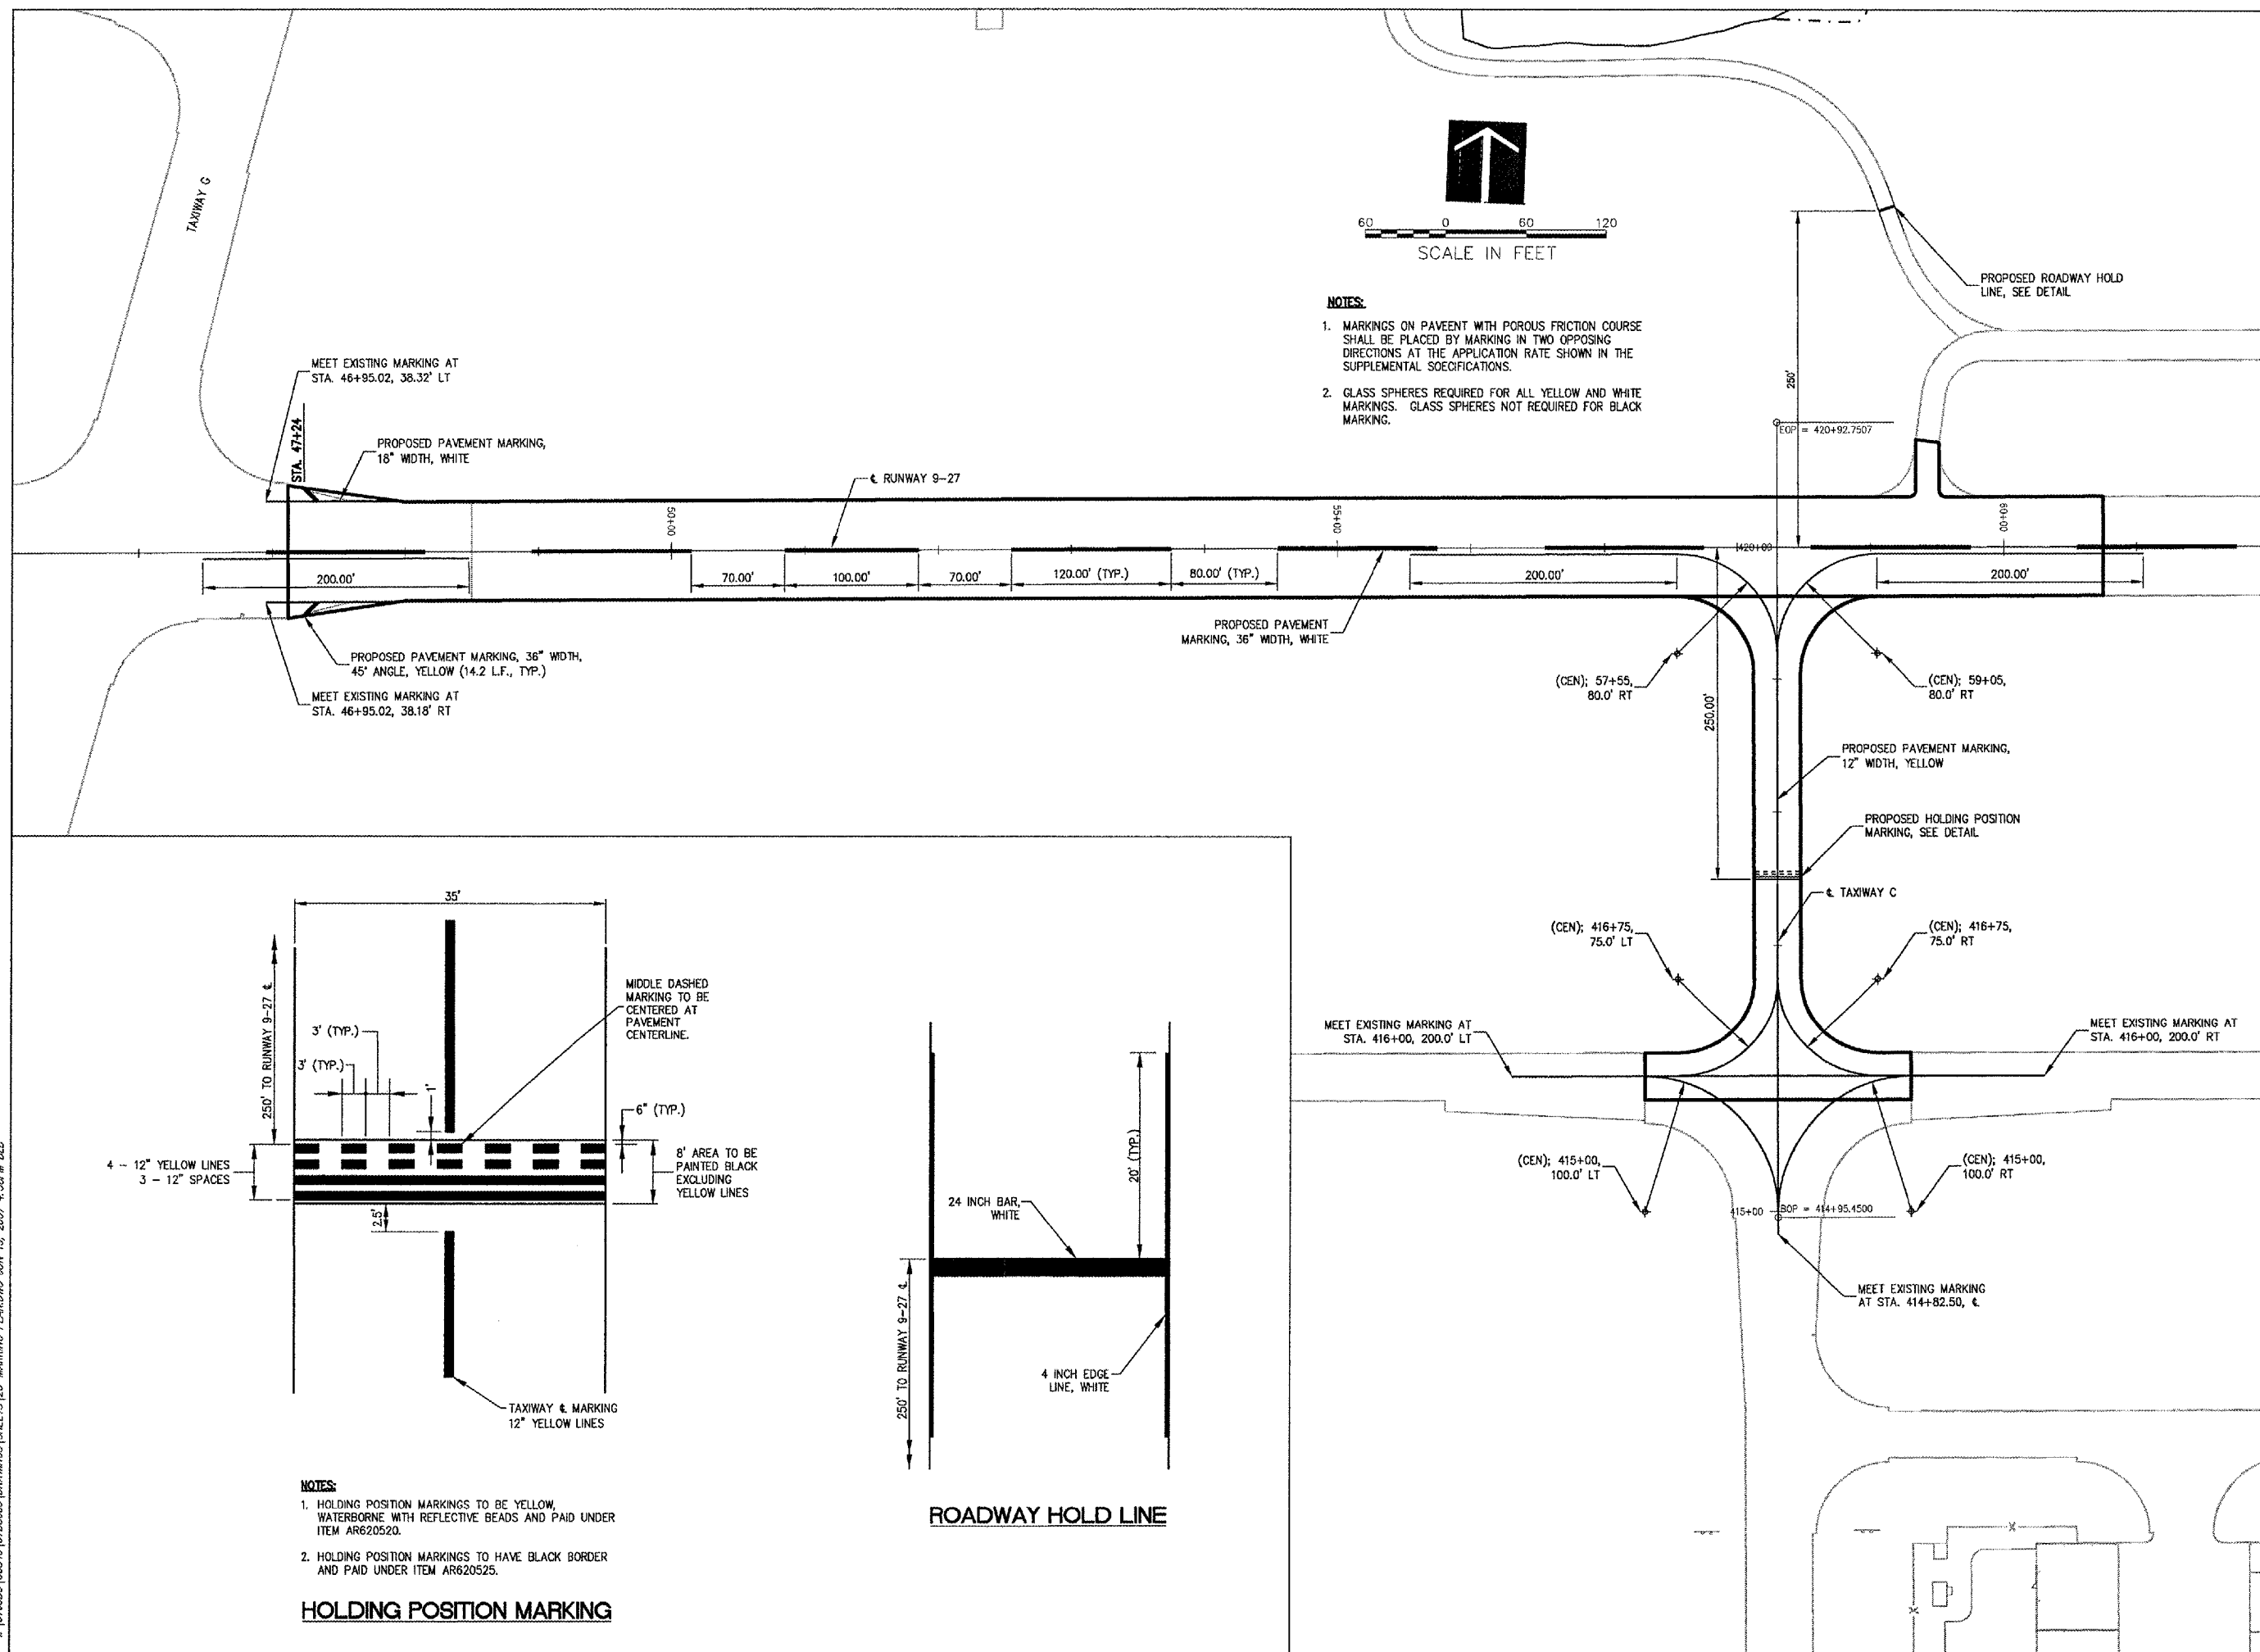 TAXIWAY G
60 0 60 120
SCALE IN FEET
NOTES:
1. MARKINGS ON PAVEENT WITH POROUS FRICTION COURSE
SHALL BE PLACED BY MARKING IN TWO OPPOSING
DIRECTIONS AT THE APPLICATION RATE SHOWN IN THE
SUPPLEMENTAL SOECIFICATIONS.
2. GLASS SPHERES REQUIRED FOR ALL YELLOW AND WHITE
MARKINGS. GLASS SPHERES NOT REQUIRED FOR BLACK
MARKING.
PROPOSED ROADWAY HOLD
LINE, SEE DETAIL
250'
EOP = 420+92.7507
MEET EXISTING MARKING AT
STA. 46+95.02, 38.32' LT
STA. 47+24
PROPOSED PAVEMENT MARKING,
18" WIDTH, WHITE
℄ RUNWAY 9-27
50+00
55+00
420+00
60+00
200.00'
70.00'
100.00'
70.00'
120.00' (TYP.)
80.00' (TYP.)
200.00'
200.00'
PROPOSED PAVEMENT
MARKING, 36" WIDTH, WHITE
PROPOSED PAVEMENT MARKING, 36" WIDTH,
45° ANGLE, YELLOW (14.2 L.F., TYP.)
MEET EXISTING MARKING AT
STA. 46+95.02, 38.18' RT
(CEN); 57+55,
80.0' RT
(CEN); 59+05,
80.0' RT
250.00'
PROPOSED PAVEMENT MARKING,
12" WIDTH, YELLOW
PROPOSED HOLDING POSITION
MARKING, SEE DETAIL
℄ TAXIWAY C
(CEN); 416+75,
75.0' LT
(CEN); 416+75,
75.0' RT
MEET EXISTING MARKING AT
STA. 416+00, 200.0' LT
MEET EXISTING MARKING AT
STA. 416+00, 200.0' RT
(CEN); 415+00,
100.0' LT
(CEN); 415+00,
100.0' RT
415+00
BOP = 414+95.4500
MEET EXISTING MARKING
AT STA. 414+82.50, ℄
35'
250' TO RUNWAY 9-27 ℄
3' (TYP.)
3' (TYP.)
1'
MIDDLE DASHED
MARKING TO BE
CENTERED AT
PAVEMENT
CENTERLINE.
6" (TYP.)
4 - 12" YELLOW LINES
3 - 12" SPACES
8' AREA TO BE
PAINTED BLACK
EXCLUDING
YELLOW LINES
2.5'
TAXIWAY ℄ MARKING
12" YELLOW LINES
NOTES:
1. HOLDING POSITION MARKINGS TO BE YELLOW,
WATERBORNE WITH REFLECTIVE BEADS AND PAID UNDER
ITEM AR620520.
2. HOLDING POSITION MARKINGS TO HAVE BLACK BORDER
AND PAID UNDER ITEM AR620525.
HOLDING POSITION MARKING
20' (TYP.)
24 INCH BAR,
WHITE
250' TO RUNWAY 9-27 ℄
4 INCH EDGE
LINE, WHITE
ROADWAY HOLD LINE